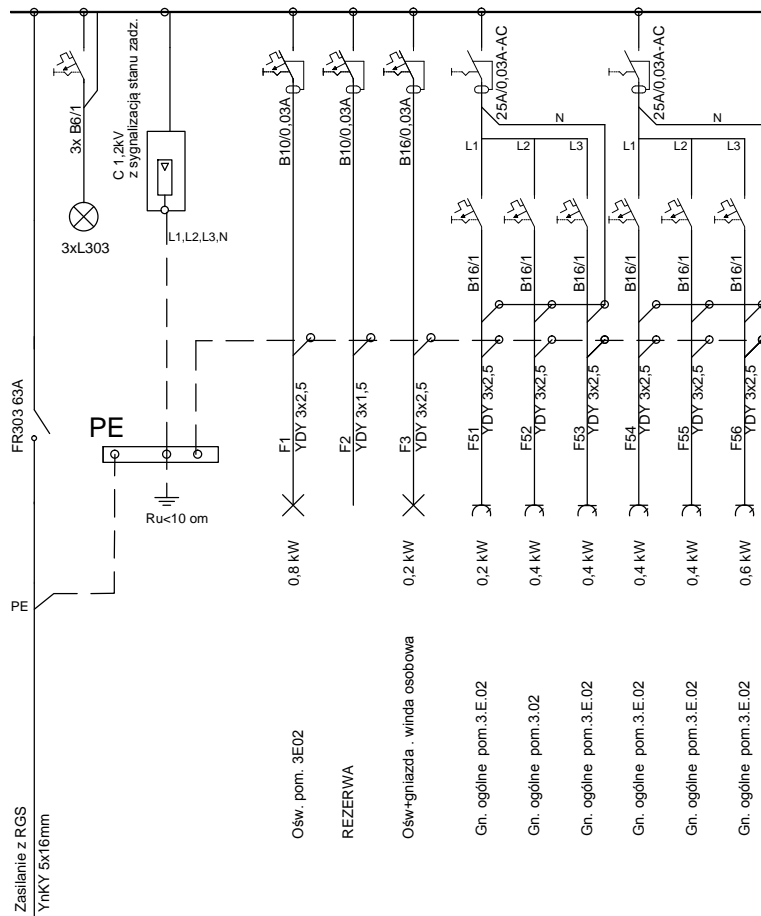 3x B6/1
3xL303
C 1,2kV
z sygnalizacją stanu zadz.
L1,L2,L3,N
B10/0,03A
B10/0,03A
B16/0,03A
25A/0,03A-AC
25A/0,03A-AC
N
N
L1
L2
L3
L1
L2
L3
B16/1
B16/1
B16/1
B16/1
B16/1
B16/1
FR303 63A
PE
Ru<10 om
PE
F1
YDY 3x2,5
F2
YDY 3x1,5
F3
YDY 3x2,5
F51
YDY 3x2,5
F52
YDY 3x2,5
F53
YDY 3x2,5
F54
YDY 3x2,5
F55
YDY 3x2,5
F56
YDY 3x2,5
0,8 kW
0,2 kW
0,2 kW
0,4 kW
0,4 kW
0,4 kW
0,4 kW
0,6 kW
Zasilanie z RGS
YnKY 5x16mm
Ośw. pom. 3E02
REZERWA
Ośw+gniazda . winda osobowa
Gn. ogólne pom.3.E.02
Gn. ogólne pom.3.02
Gn. ogólne pom.3.E.02
Gn. ogólne pom.3.E.02
Gn. ogólne pom.3.E.02
Gn. ogólne pom.3.E.02